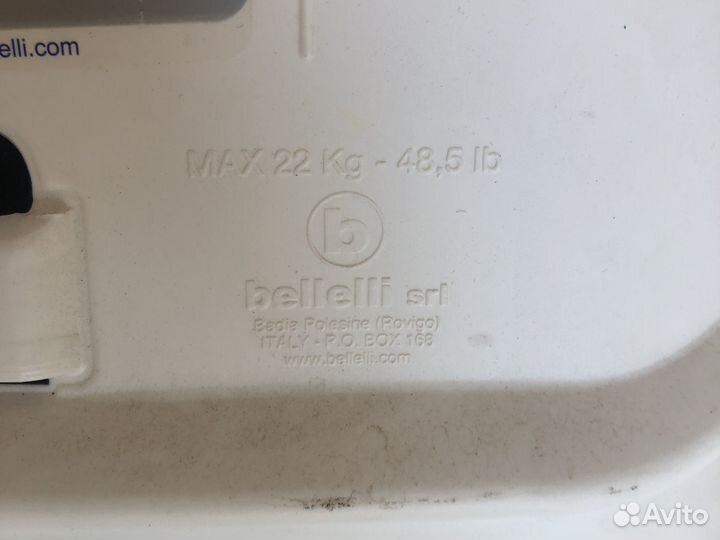 elli.com
MAX 22 Kg - 48,5 lb
b
bellelli srl
Badia Polesine (Rovigo)
ITALY - P.O. BOX 168
www.bellelli.com
Avito